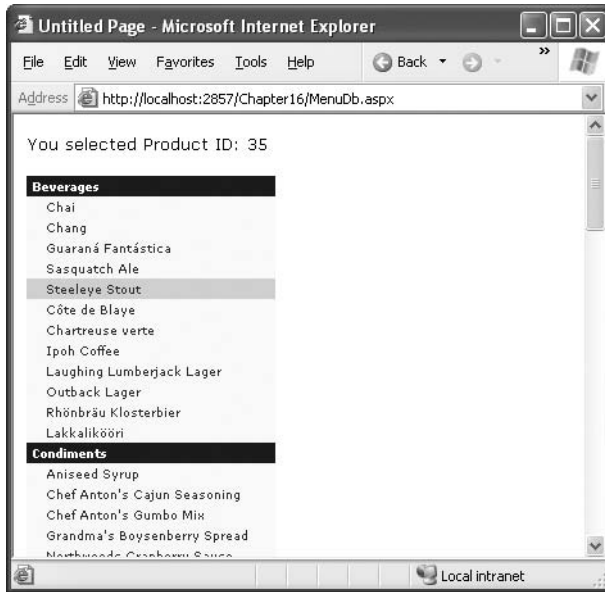 Untitled Page - Microsoft Internet Explorer
File Edit View Favorites Tools Help Back »
Address http://localhost:2857/Chapter16/MenuDb.aspx
You selected Product ID: 35
Beverages
Chai
Chang
Guaraná Fantástica
Sasquatch Ale
Steeleye Stout
Côte de Blaye
Chartreuse verte
Ipoh Coffee
Laughing Lumberjack Lager
Outback Lager
Rhönbräu Klosterbier
Lakkalikööri
Condiments
Aniseed Syrup
Chef Anton's Cajun Seasoning
Chef Anton's Gumbo Mix
Grandma's Boysenberry Spread
Northwoods Cranberry Sauce
Local intranet